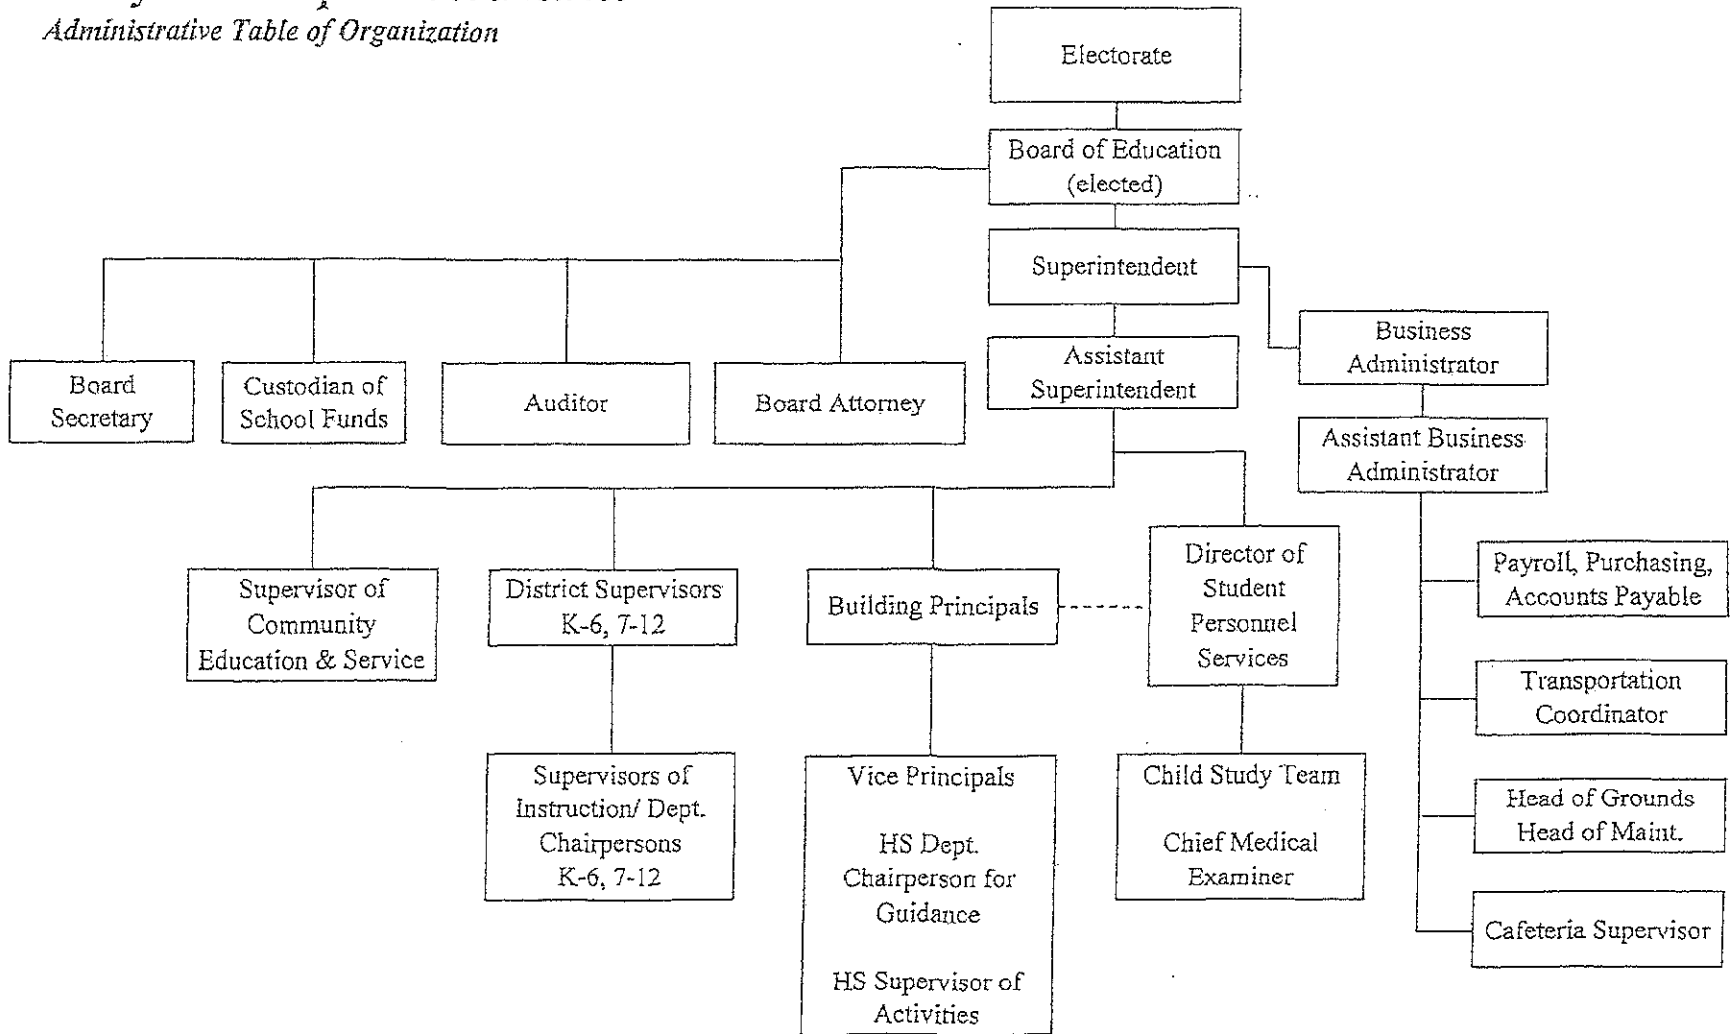 Administrative Table of Organization
Electorate
Board of Education
(elected)
Superintendent
Business
Administrator
Assistant
Superintendent
Board
Secretary
Custodian of
School Funds
Auditor
Board Attorney
Assistant Business
Administrator
Supervisor of
Community
Education & Service
District Supervisors
K-6, 7-12
Building Principals
Director of
Student
Personnel
Services
Payroll, Purchasing,
Accounts Payable
Transportation
Coordinator
Supervisors of
Instruction/ Dept.
Chairpersons
K-6, 7-12
Vice Principals
HS Dept.
Chairperson for
Guidance
HS Supervisor of
Activities
Child Study Team
Chief Medical
Examiner
Head of Grounds
Head of Maint.
Cafeteria Supervisor